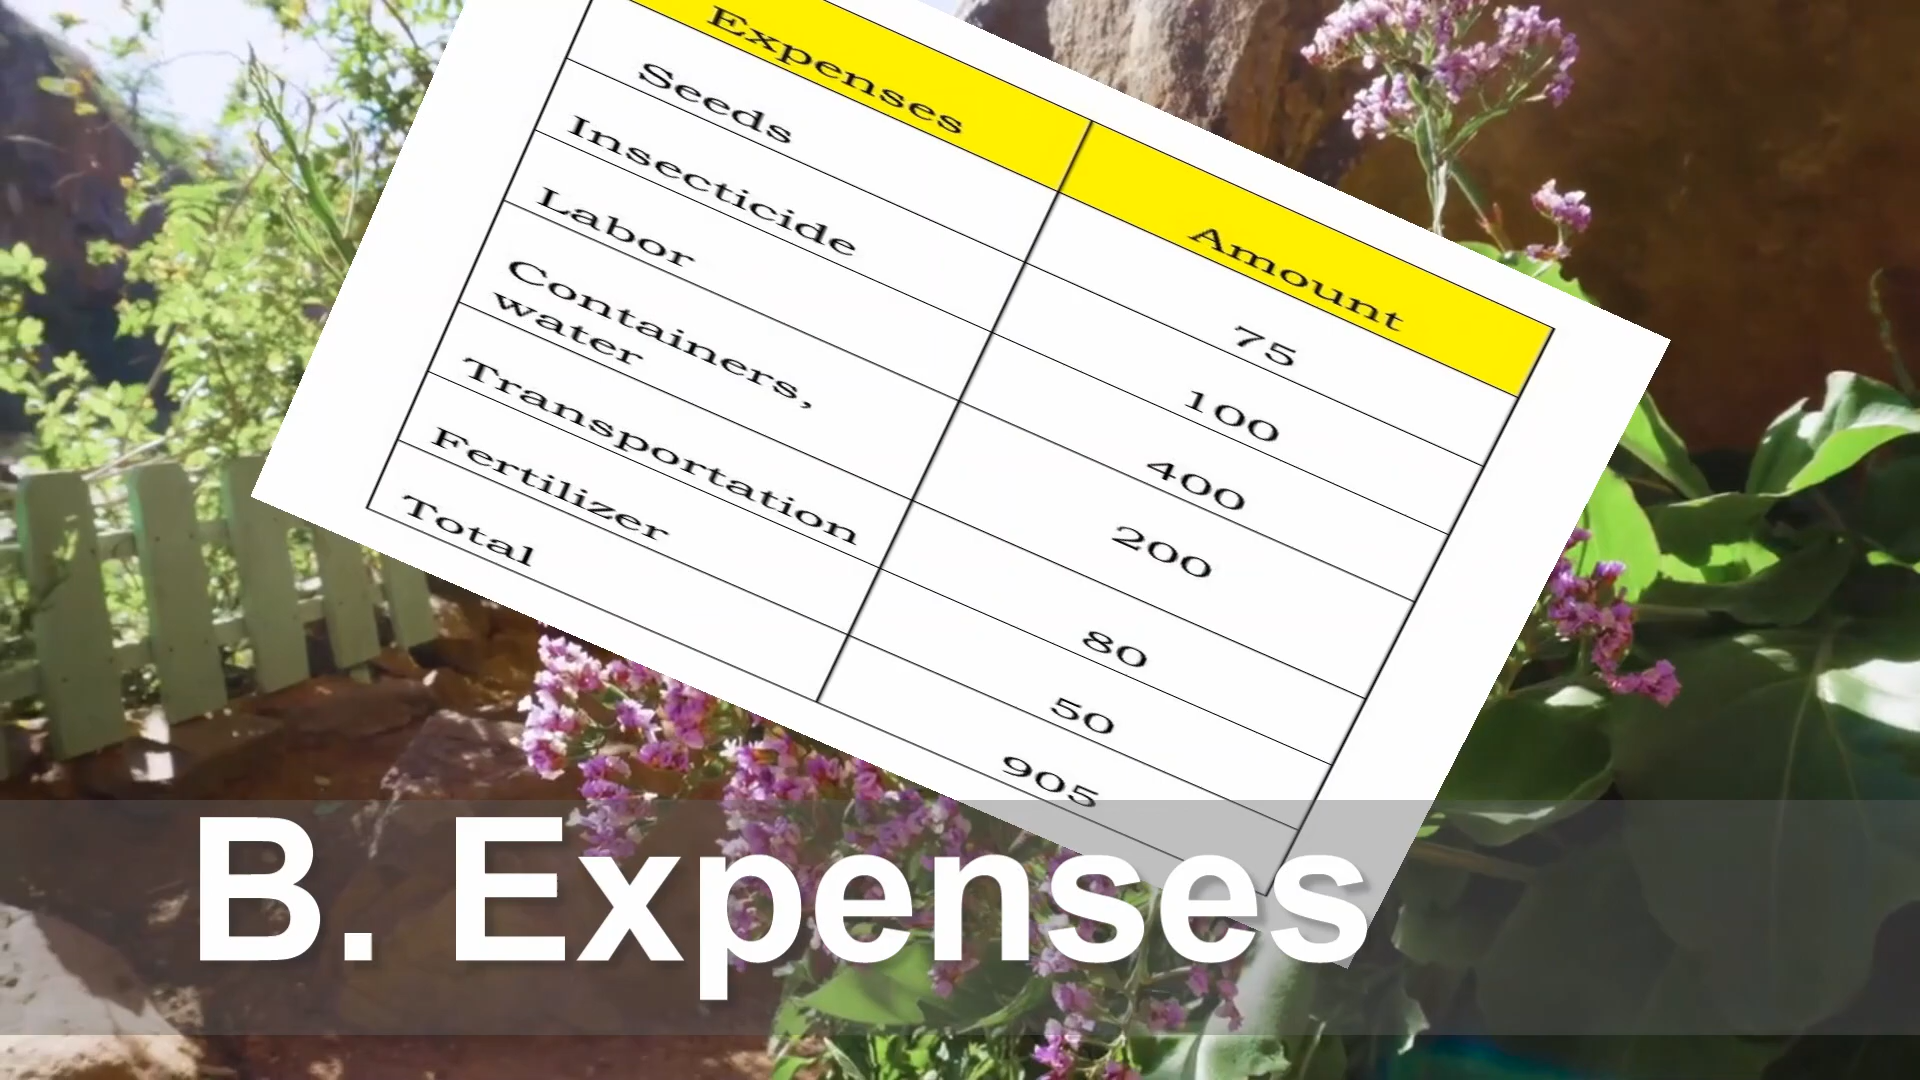 Expenses Amount
Seeds 75
Insecticide 100
Labor 400
Containers,
water 200
Transportation 80
Fertilizer 50
Total 905
B. Expenses